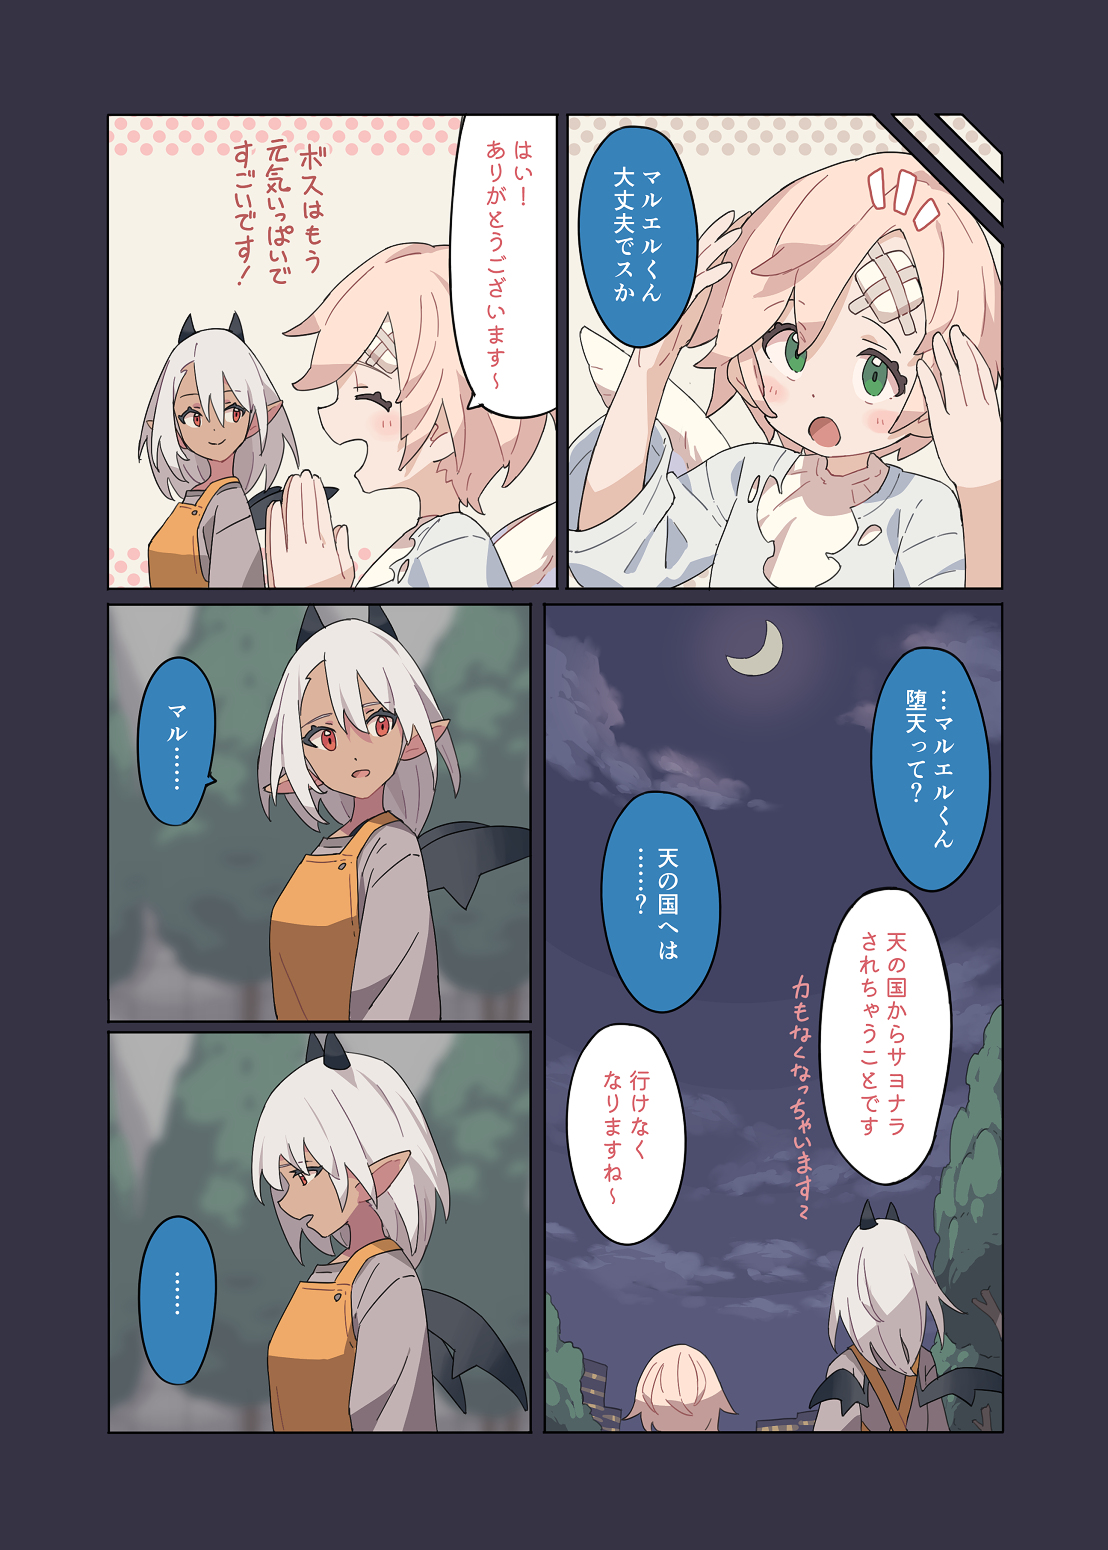 マルエルくん
大丈夫でスか
はい！
ありがとうございます～
ボスはもう
元気いっぱいで
すごいです！
…マルエルくん
堕天って？
天の国からサヨナラ
されちゃうことです
力もなくなっちゃいます～
天の国へは
……？
行けなく
なりますね～
マル……
……